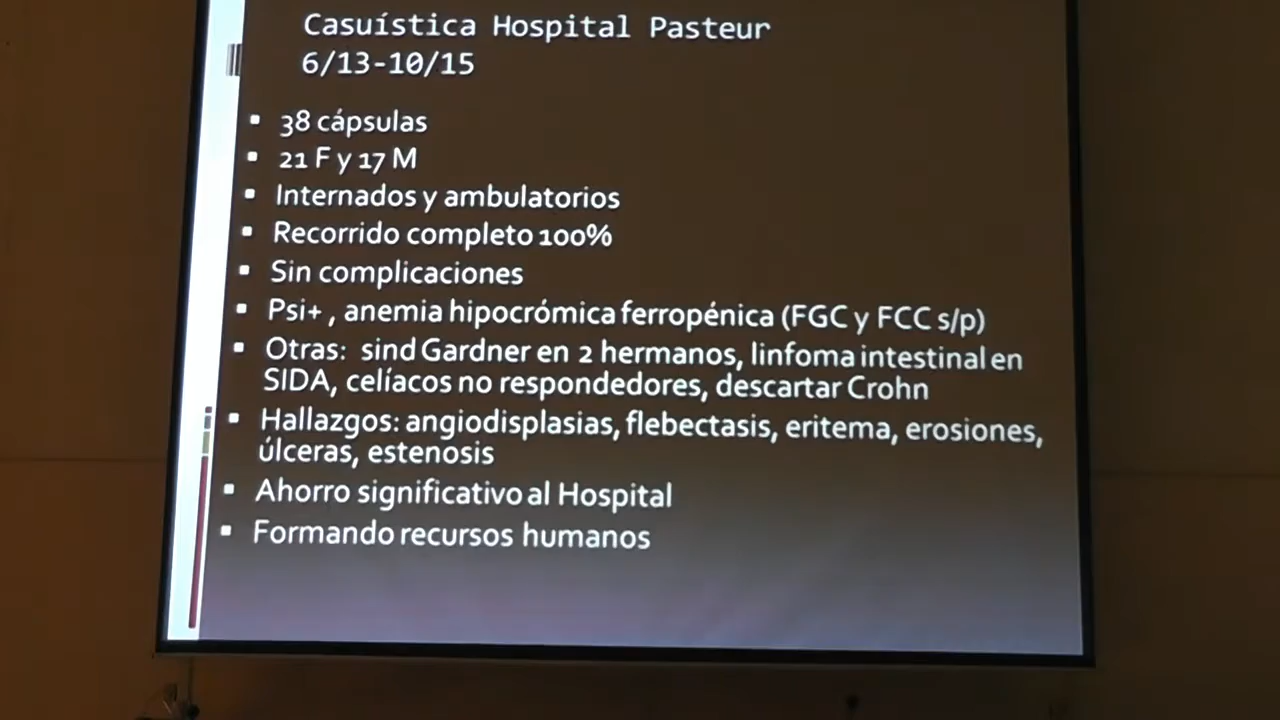 Casuística Hospital Pasteur
6/13-10/15
▪ 38 cápsulas
▪ 21 F y 17 M
▪ Internados y ambulatorios
▪ Recorrido completo 100%
▪ Sin complicaciones
▪ Psi+ , anemia hipocrómica ferropénica (FGC y FCC s/p)
▪ Otras: sind Gardner en 2 hermanos, linfoma intestinal en
SIDA, celíacos no respondedores, descartar Crohn
▪ Hallazgos: angiodisplasias, flebectasis, eritema, erosiones,
úlceras, estenosis
▪ Ahorro significativo al Hospital
▪ Formando recursos humanos